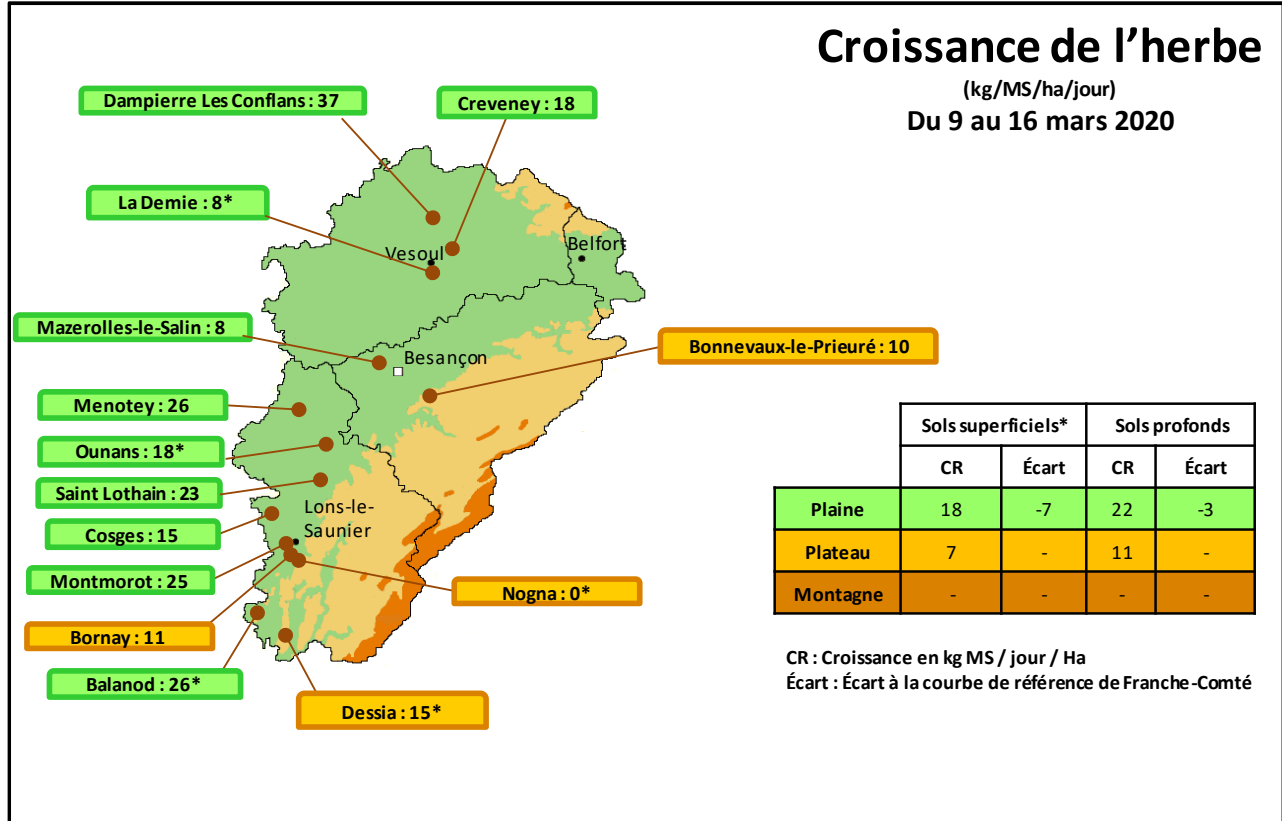 Croissance de l'herbe
(kg/MS/ha/jour)
Du 9 au 16 mars 2020
Dampierre Les Conflans : 37
Creveney : 18
La Demie : 8*
Vesoul
Belfort
Mazerolles-le-Salin : 8
Besançon
Bonnevaux-le-Prieuré : 10
Menotey : 26
Ounans : 18*
Saint Lothain : 23
Lons-le-
Saunier
Cosges : 15
Montmorot : 25
Nogna : 0*
Bornay : 11
Balanod : 26*
Dessia : 15*
Sols superficiels* Sols profonds
CR Écart CR Écart
Plaine 18 -7 22 -3
Plateau 7 - 11 -
Montagne - - - -
CR : Croissance en kg MS / jour / Ha
Écart : Écart à la courbe de référence de Franche-Comté